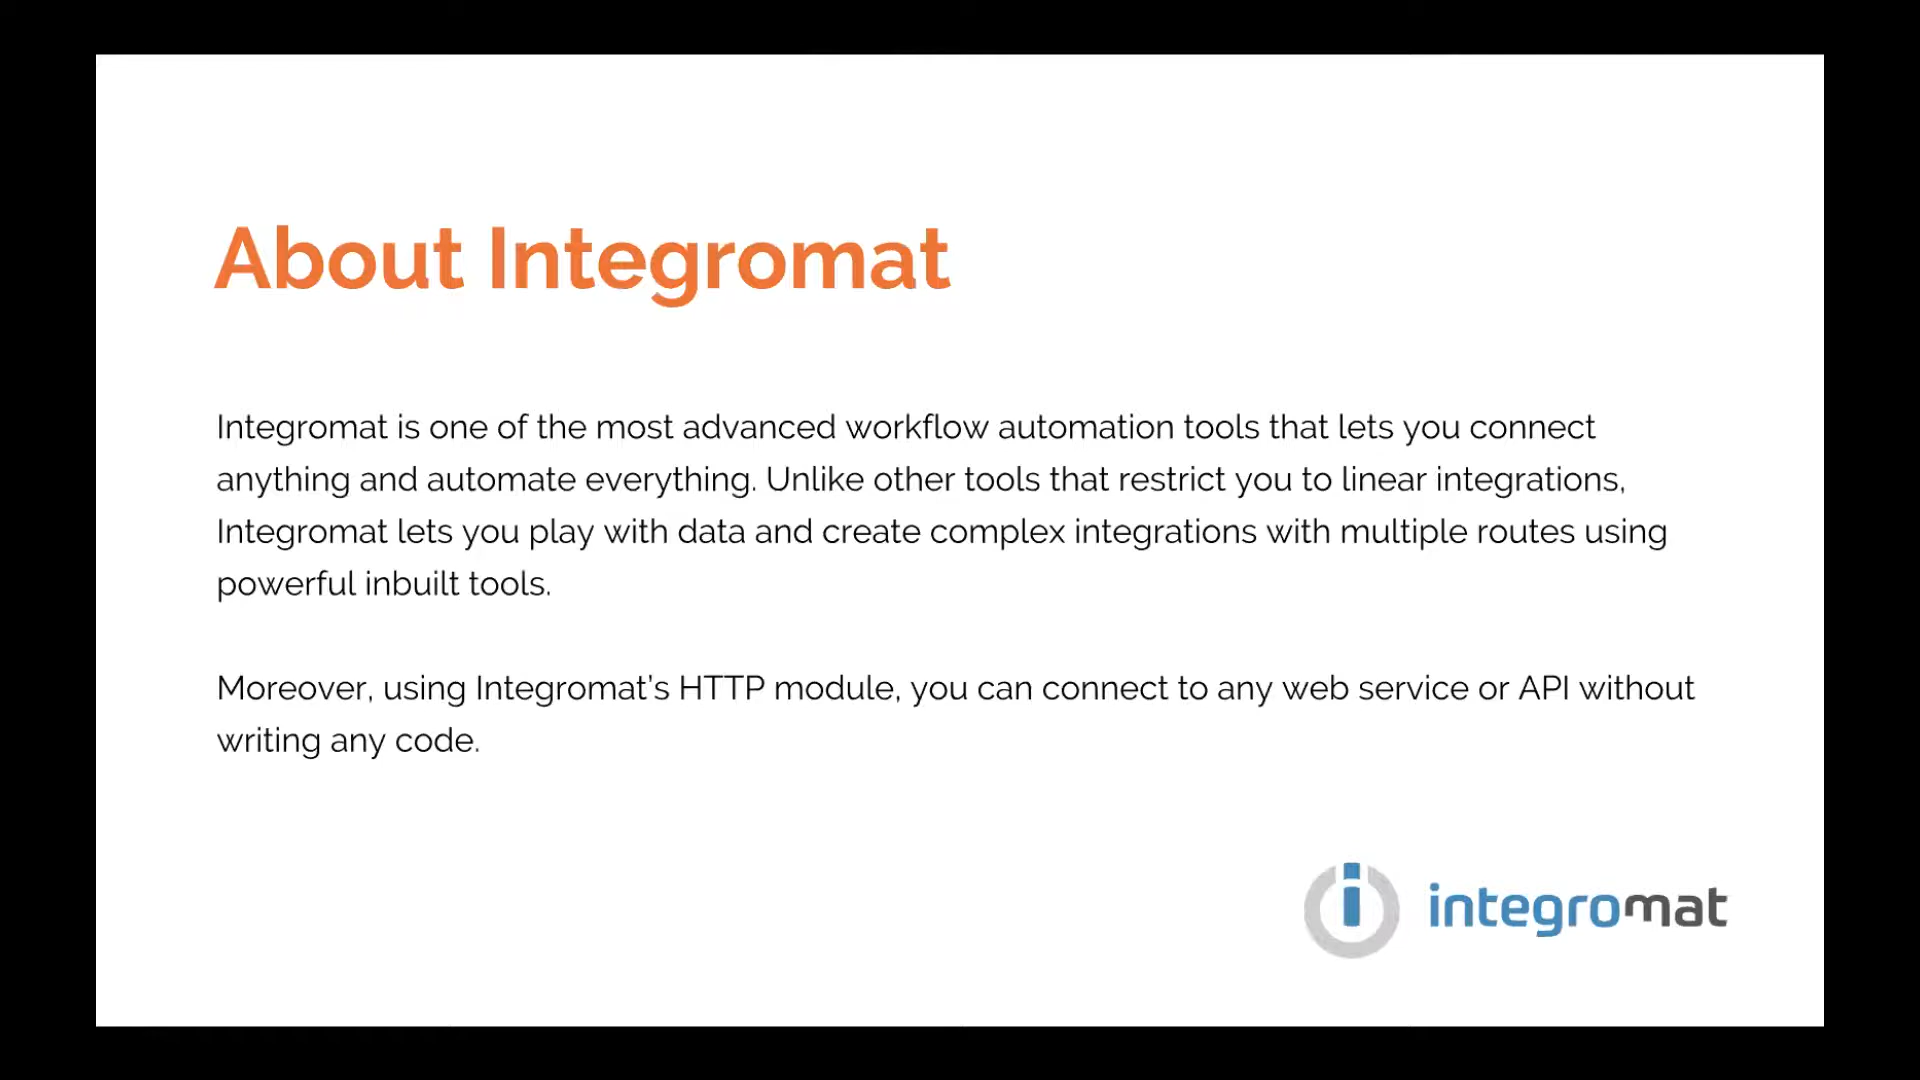 About Integromat
Integromat is one of the most advanced workflow automation tools that lets you connect
anything and automate everything. Unlike other tools that restrict you to linear integrations,
Integromat lets you play with data and create complex integrations with multiple routes using
powerful inbuilt tools.
Moreover, using Integromat's HTTP module, you can connect to any web service or API without
writing any code.
integromat